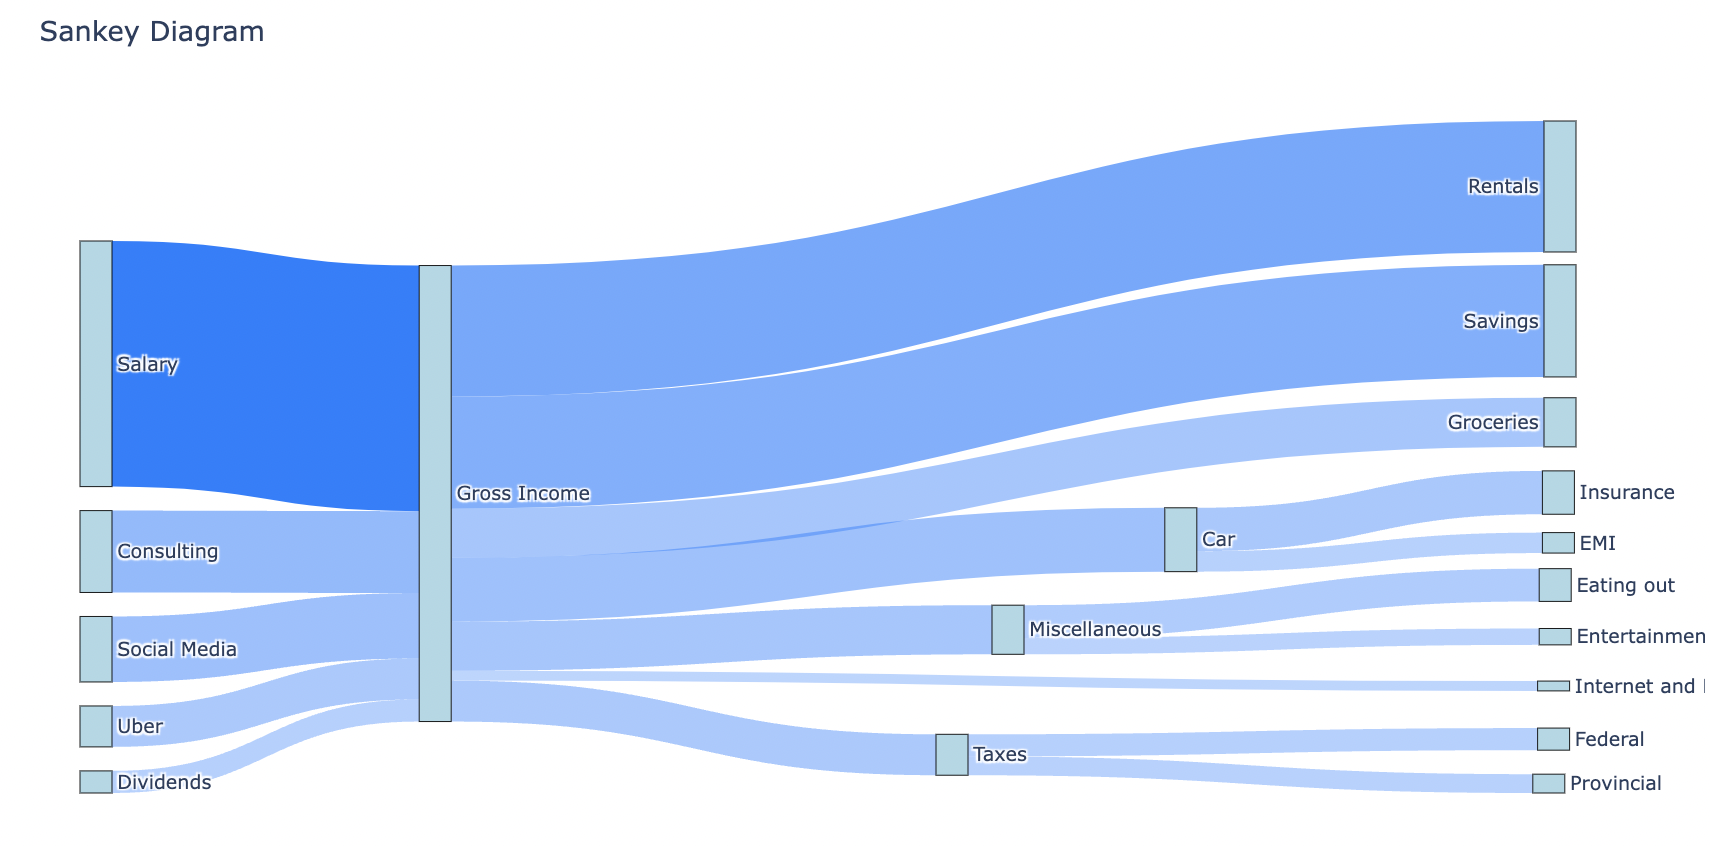 Sankey Diagram
Rentals
Savings
Salary
Groceries
Gross Income
Insurance
Car
EMI
Consulting
Eating out
Miscellaneous
Entertainmen
Social Media
Internet and
Uber
Federal
Taxes
Dividends
Provincial